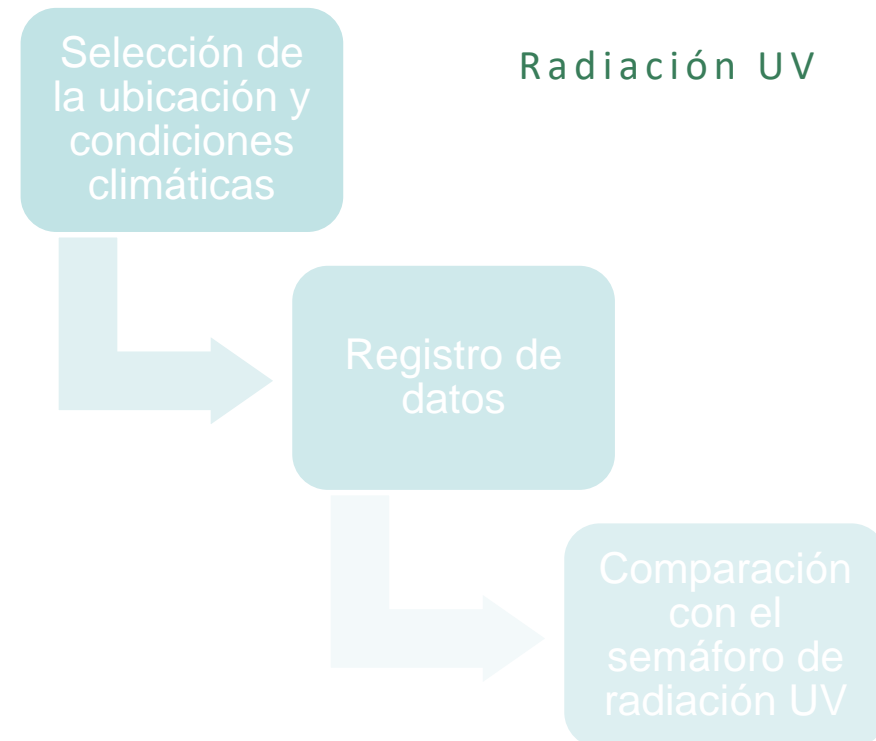 Radiación UV
Selección de
la ubicación y
condiciones
climáticas
Registro de
datos
Comparación
con el
semáforo de
radiación UV